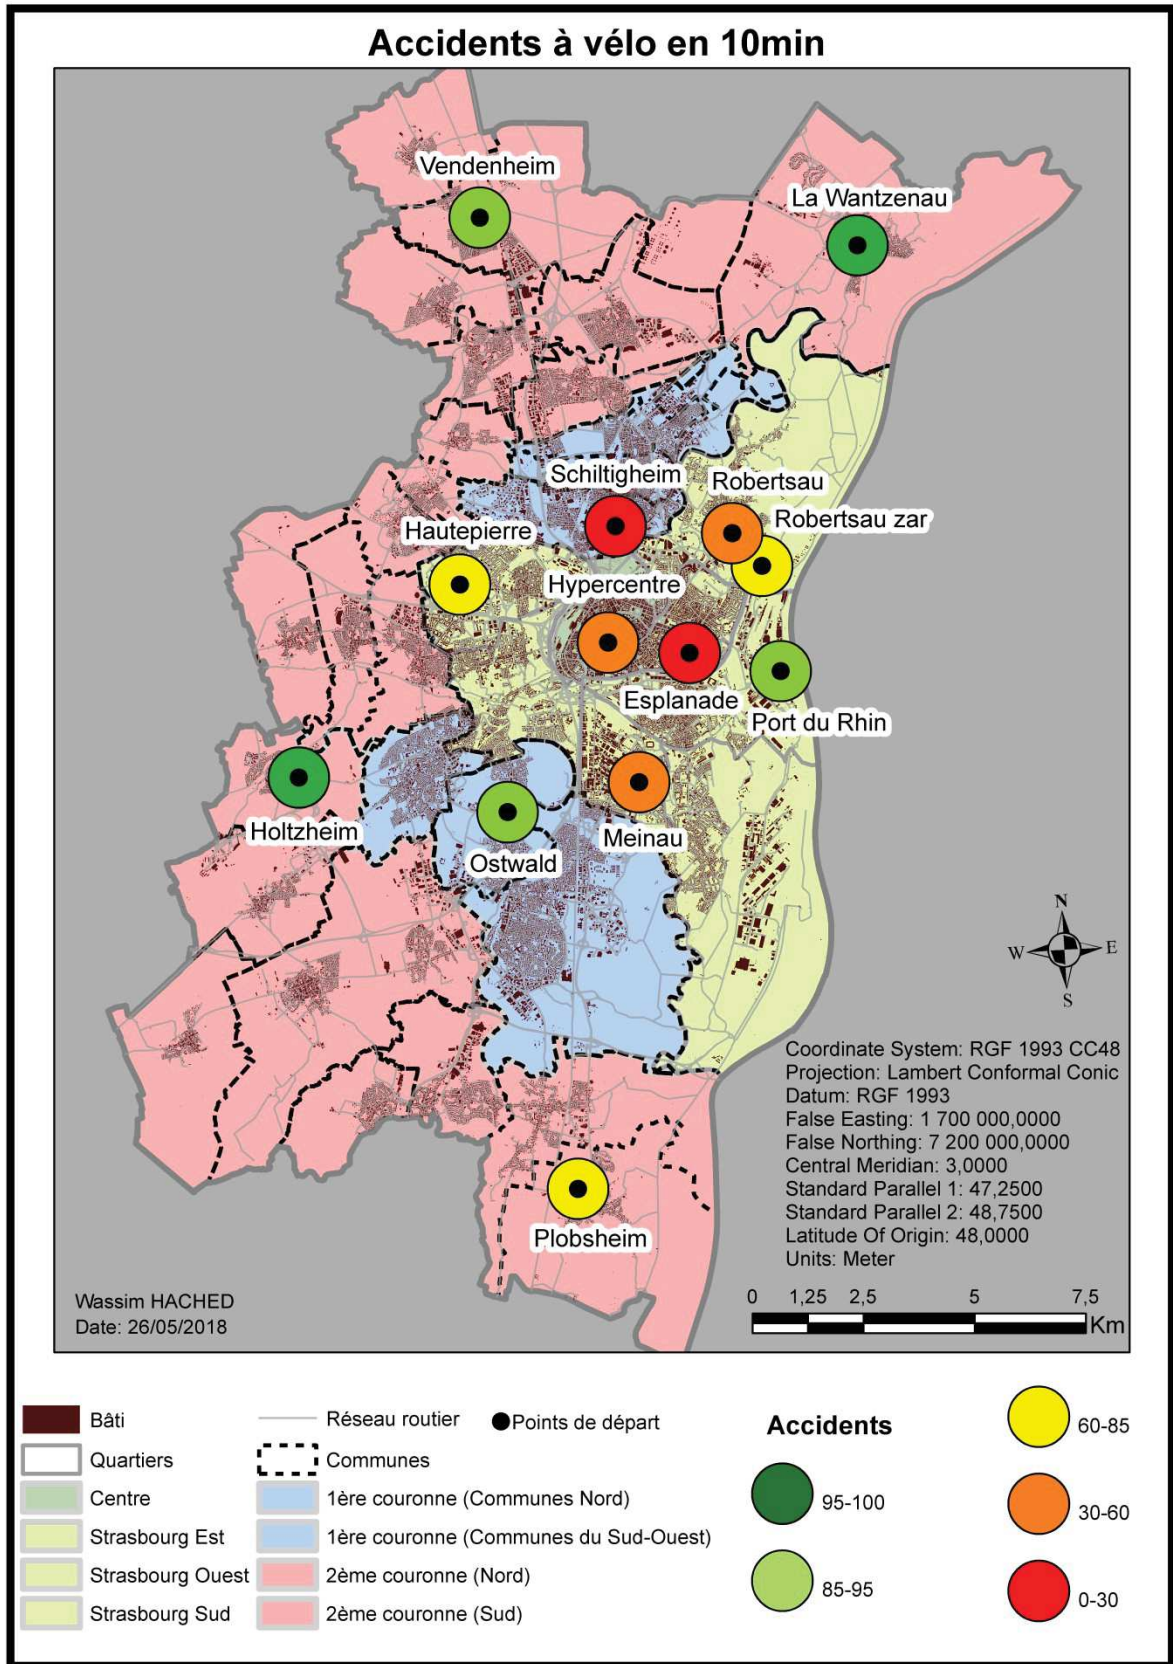 Accidents à vélo en 10min
Vendenheim
La Wantzenau
Schiltigheim
Robertsau
Robertsau zar
Hautepierre
Hypercentre
Esplanade
Port du Rhin
Holtzheim
Ostwald
Meinau
N
W E
S
Coordinate System: RGF 1993 CC48
Projection: Lambert Conformal Conic
Datum: RGF 1993
False Easting: 1 700 000,0000
False Northing: 7 200 000,0000
Central Meridian: 3,0000
Standard Parallel 1: 47,2500
Standard Parallel 2: 48,7500
Latitude Of Origin: 48,0000
Units: Meter
Plobsheim
Wassim HACHED
Date: 26/05/2018
0 1,25 2,5 5 7,5
Km
Bâti
Quartiers
Centre
Strasbourg Est
Strasbourg Ouest
Strasbourg Sud
Réseau routier
Points de départ
Communes
1ère couronne (Communes Nord)
1ère couronne (Communes du Sud-Ouest)
2ème couronne (Nord)
2ème couronne (Sud)
Accidents
95-100
85-95
60-85
30-60
0-30